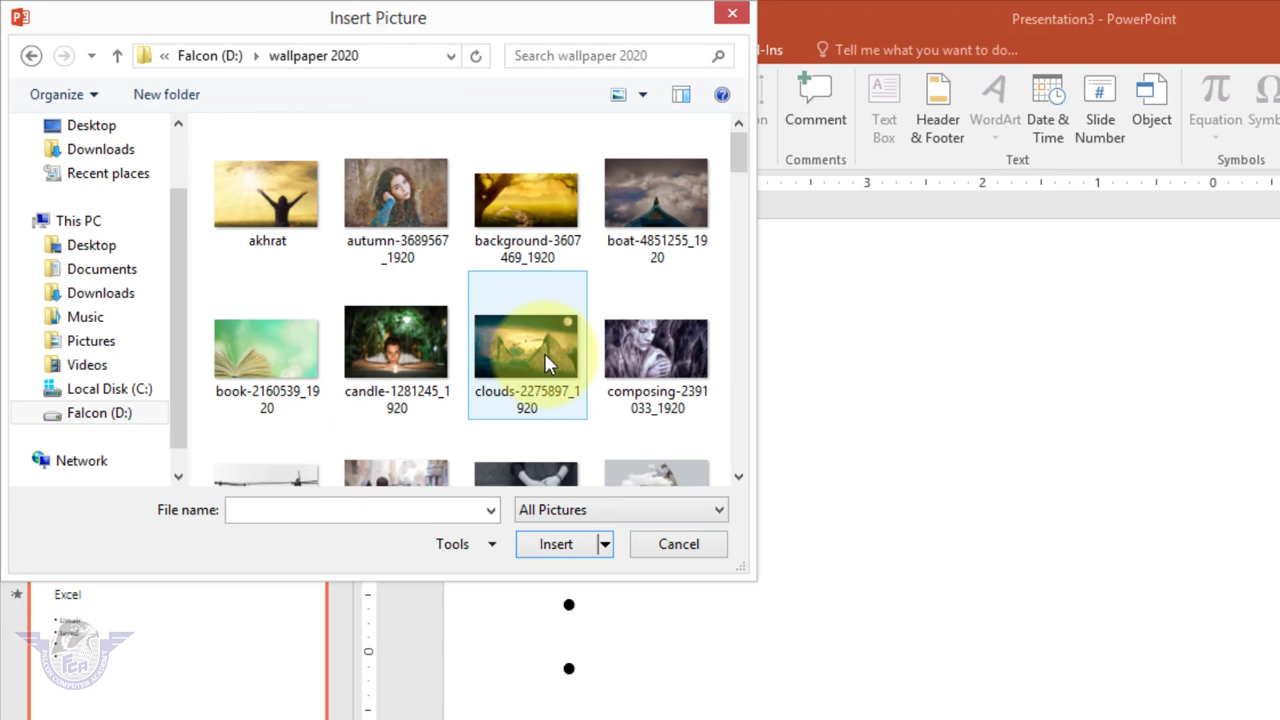 Insert Picture
Presentation3 - PowerPoint
Falcon (D:) wallpaper 2020
Search wallpaper 2020
-Ins
Tell me what you want to do...
Organize
New folder
Comment
Text
Box
Header
& Footer
WordArt
Date &
Time
Slide
Number
Object
Equation
Symb
Comments
Text
Symbols
3 2 1 0
Desktop
Downloads
Recent places
This PC
Desktop
Documents
Downloads
Music
Pictures
Videos
Local Disk (C:)
Falcon (D:)
Network
akhrat
autumn-3689567
_1920
background-3607
469_1920
boat-4851255_19
20
book-2160539_19
20
candle-1281245_1
920
clouds-2275897_1
920
composing-2391
033_1920
File name:
All Pictures
Tools
Insert
Cancel
Excel
0
FCA